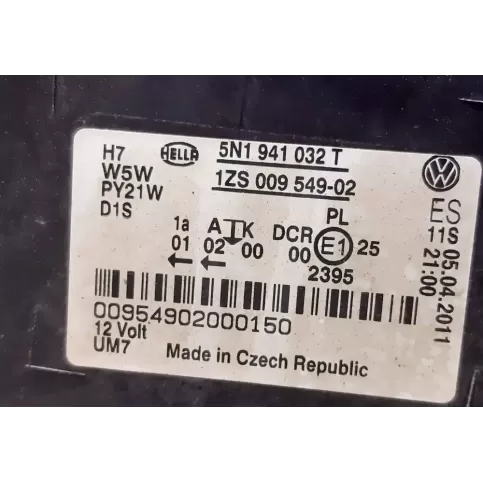 H7
W5W
PY21W
D1S
HELLA
5N1 941 032 T
1ZS 009 549-02
1a A K DCR PL
01 02 00 00 E1 25
2395
00954902000150
12 Volt
UM7
Made in Czech Republic
VW
ES
11S 05.04.2011
21:00